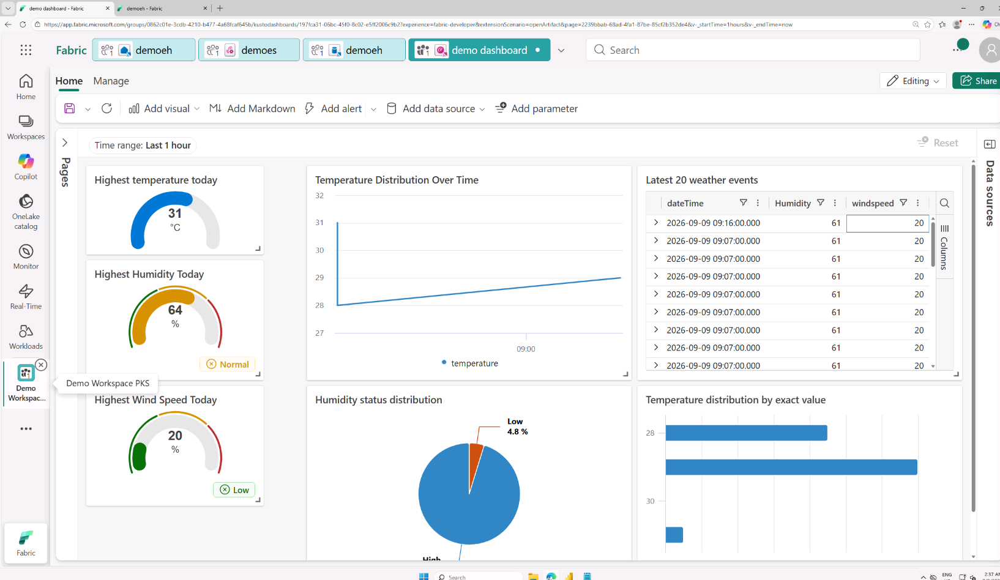 demo dashboard - Fabric
demoeh - Fabric
https://app.fabric.microsoft.com/groups/0862c01e-3cdb-4210-b477-4a68fcaf645b/kustodashboards/197fca31-06bc-45f0-8c02-e5ff2006c9b2?experience=fabric-developer&extensionScenario=openArtifact&page=2239bbab-68ad-4fa1-87be-85cf2b352de4&v-_startTime=1hours&v-_endTime=now
Fabric
1 demoeh
1 demoes
1 demoeh
1 demo dashboard
Search
Home
Manage
Editing
Share
Add visual
Add Markdown
Add alert
Add data source
Add parameter
Home
Workspaces
Copilot
OneLake
catalog
Monitor
Real-Time
Workloads
Demo
Workspac...
Demo Workspace PKS
Fabric
Pages
Time range: Last 1 hour
Reset
Data sources
Highest temperature today
31
°C
Highest Humidity Today
64
%
Normal
Highest Wind Speed Today
20
%
Low
Temperature Distribution Over Time
32
31
30
29
28
27
09:00
temperature
Latest 20 weather events
dateTime Humidity windspeed
2026-09-09 09:16:00.000 61 20
2026-09-09 09:07:00.000 61 20
2026-09-09 09:07:00.000 61 20
2026-09-09 09:07:00.000 61 20
2026-09-09 09:07:00.000 61 20
2026-09-09 09:07:00.000 61 20
2026-09-09 09:07:00.000 61 20
2026-09-09 09:07:00.000 61 20
2026-09-09 09:07:00.000 61 20
Columns
Humidity status distribution
Low
4.8 %
High
Temperature distribution by exact value
28
30
Search
ENG
2:37 AM